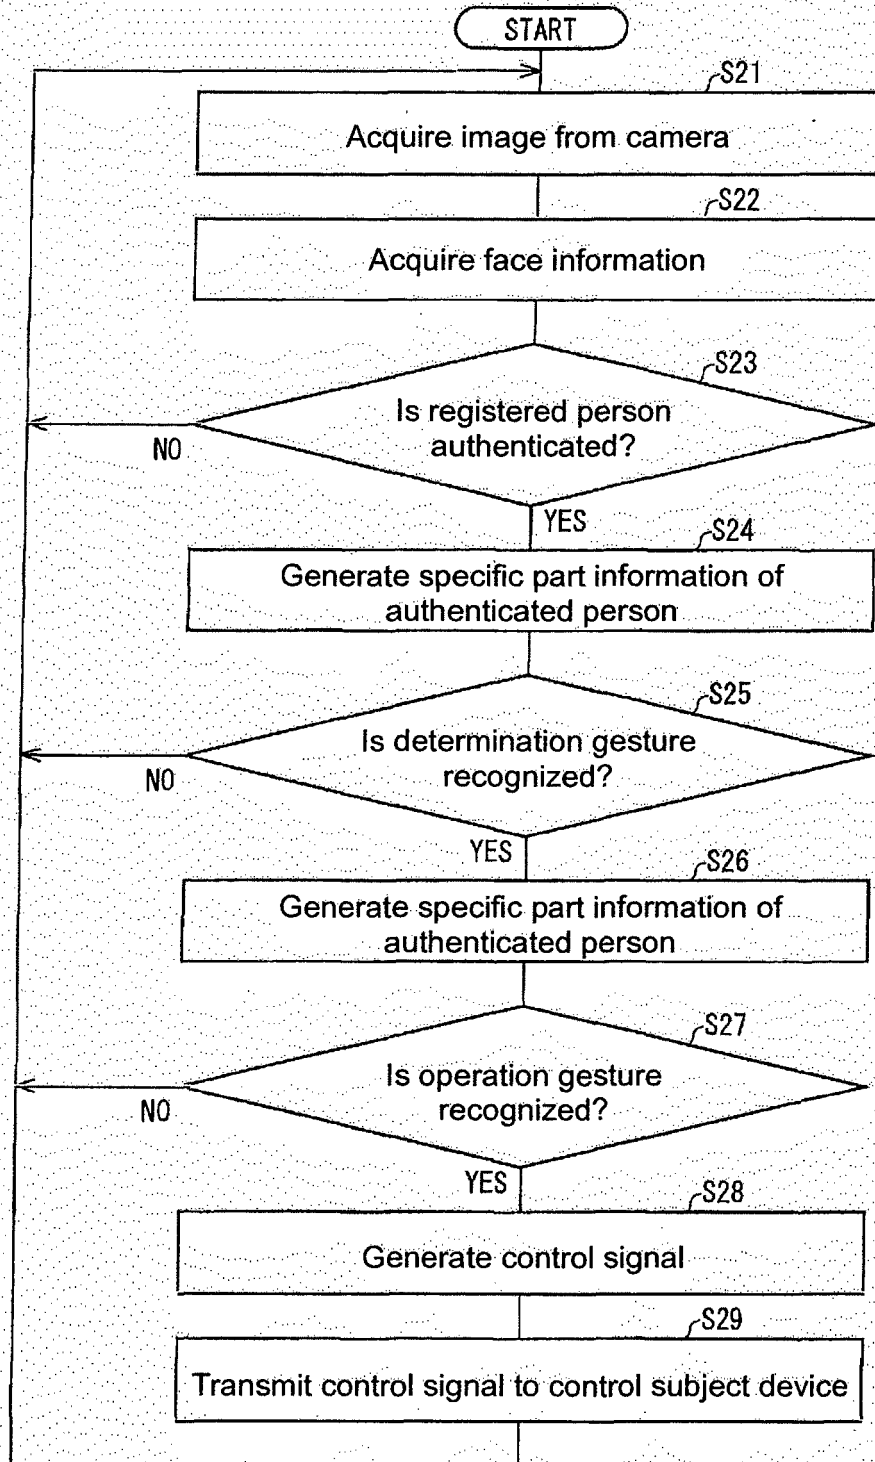 START
S21
Acquire image from camera
S22
Acquire face information
S23
Is registered person
authenticated?
NO
YES
S24
Generate specific part information of
authenticated person
S25
Is determination gesture
recognized?
NO
YES
S26
Generate specific part information of
authenticated person
S27
Is operation gesture
recognized?
NO
YES
S28
Generate control signal
S29
Transmit control signal to control subject device